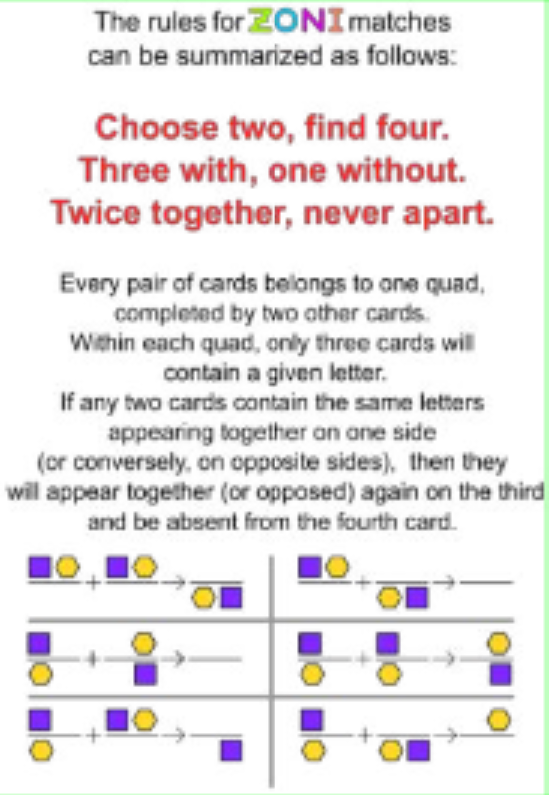 The rules for ZONI matches
can be summarized as follows:
Choose two, find four.
Three with, one without.
Twice together, never apart.
Every pair of cards belongs to one quad,
completed by two other cards.
Within each quad, only three cards will
contain a given letter.
If any two cards contain the same letters
appearing together on one side
(or conversely, on opposite sides), then they
will appear together (or opposed) again on the third
and be absent from the fourth card.